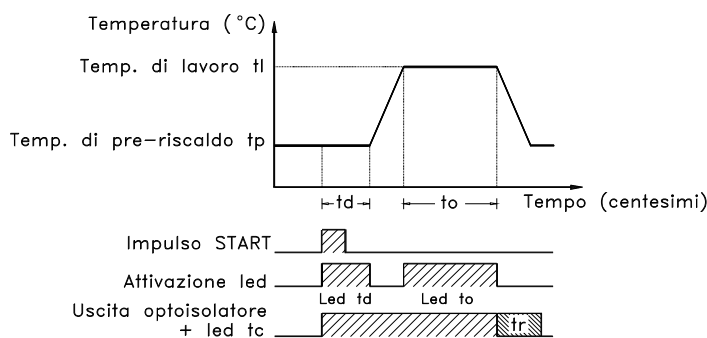 Temperatura (°C)
Temp. di lavoro tl
Temp. di pre-riscaldo tp
td
to
Tempo (centesimi)
Impulso START
Attivazione led
Led td
Led to
Uscita optoisolatore
+ led tc
tr